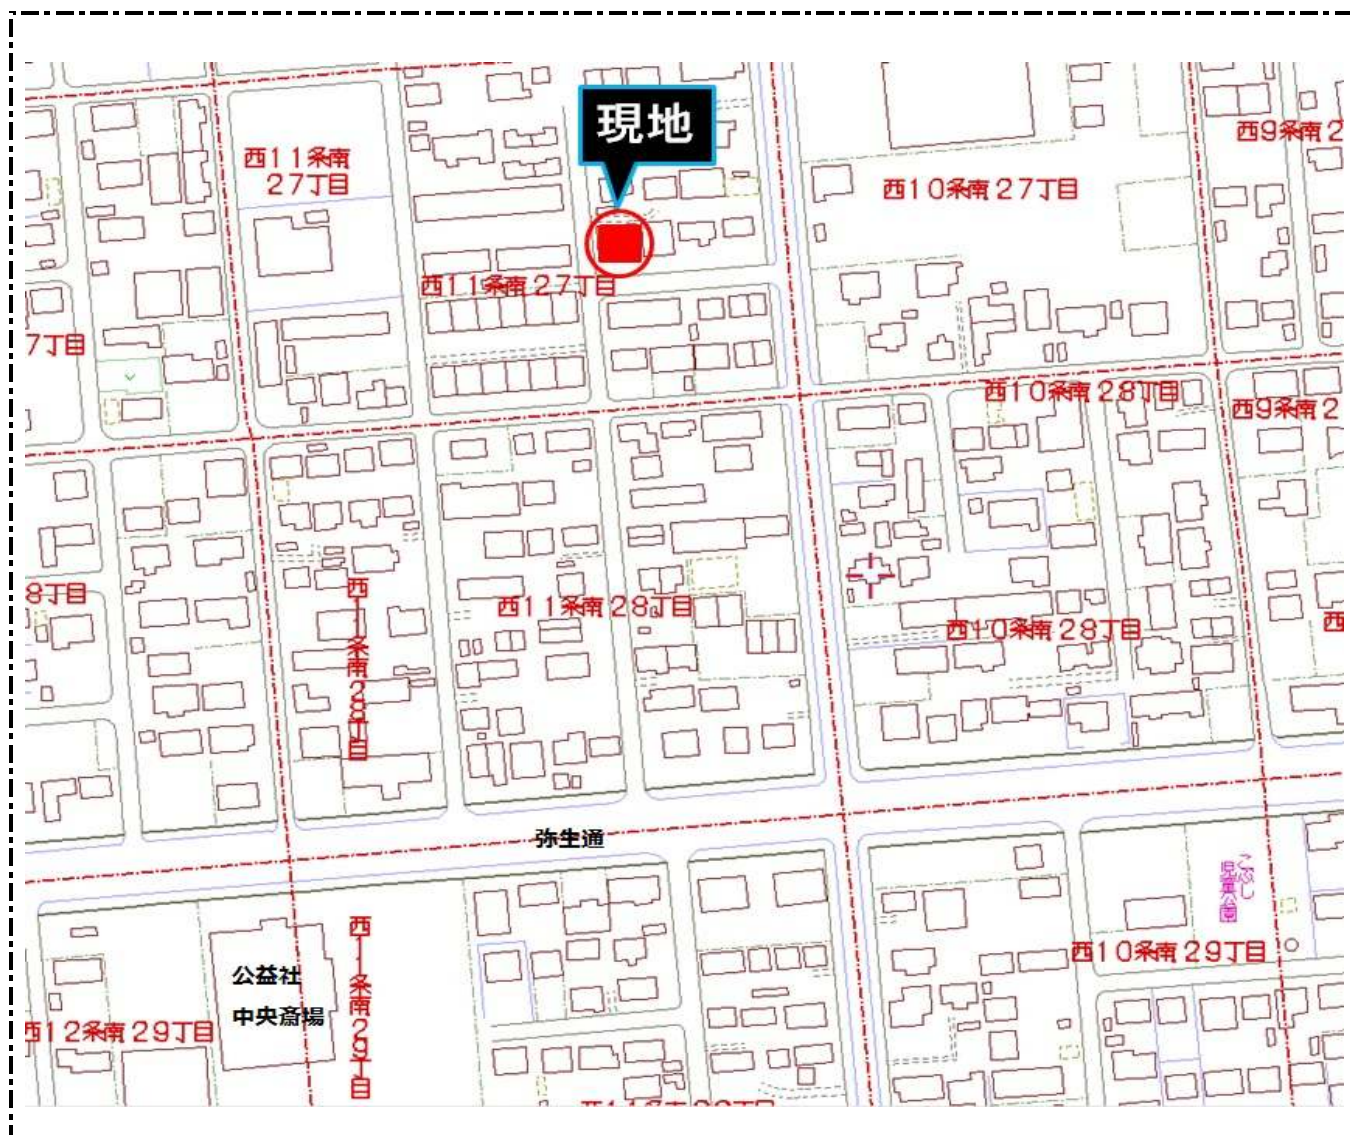 現地
西11条南
27丁目
西9条南2
西10条南27丁目
西11条南27丁目
7丁目
西10条南28丁目
西9条南2
8丁目
西11条南28丁目
西11条南28丁目
西10条南28丁目
西
弥生通
こぶし
児童公園
西11条南29丁目
西10条南29丁目
公益社
中央斎場
西12条南29丁目